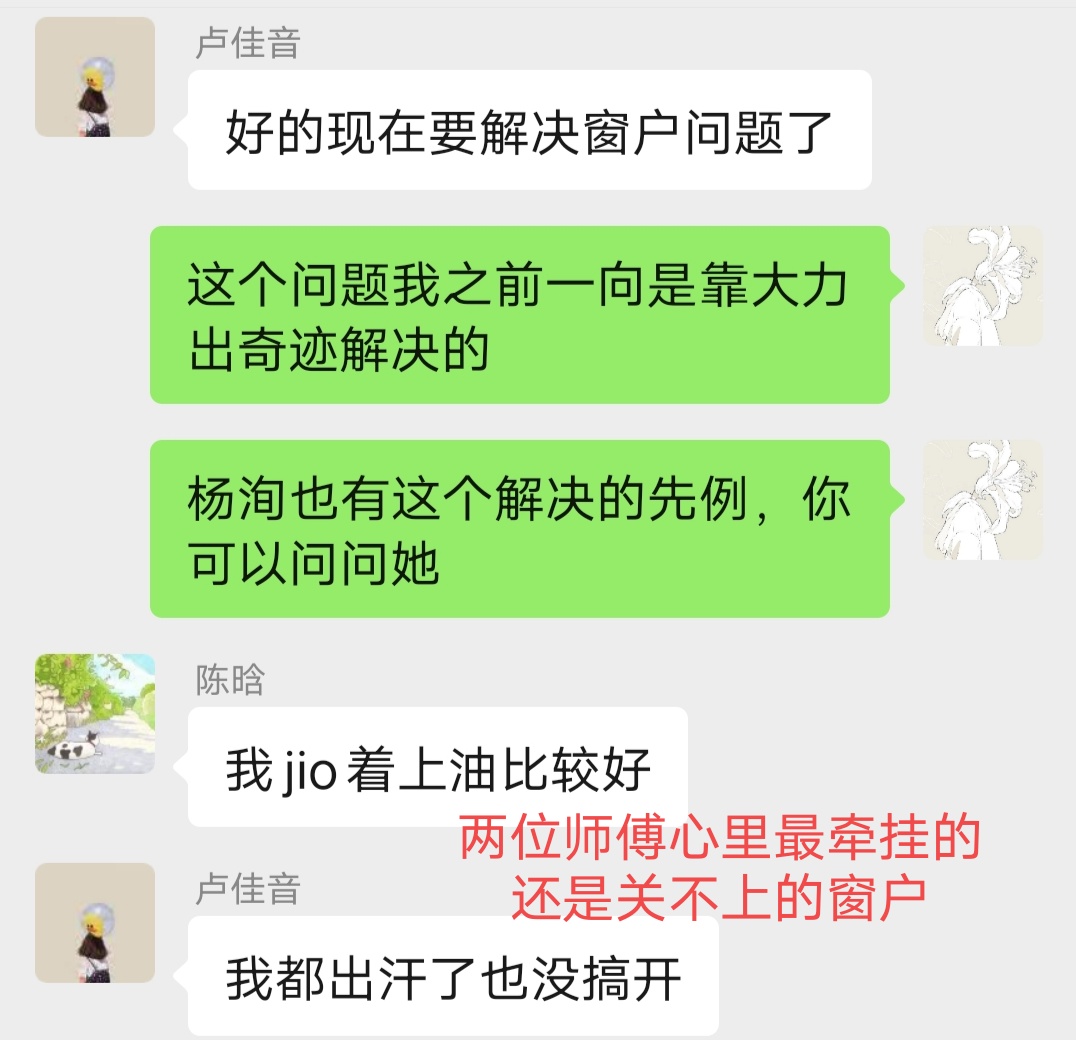 卢佳音
好的现在要解决窗户问题了
这个问题我之前一向是靠大力
出奇迹解决的
杨洵也有这个解决的先例，你
可以问问她
陈晗
我jio着上油比较好
两位师傅心里最牵挂的
还是关不上的窗户
卢佳音
我都出汗了也没搞开